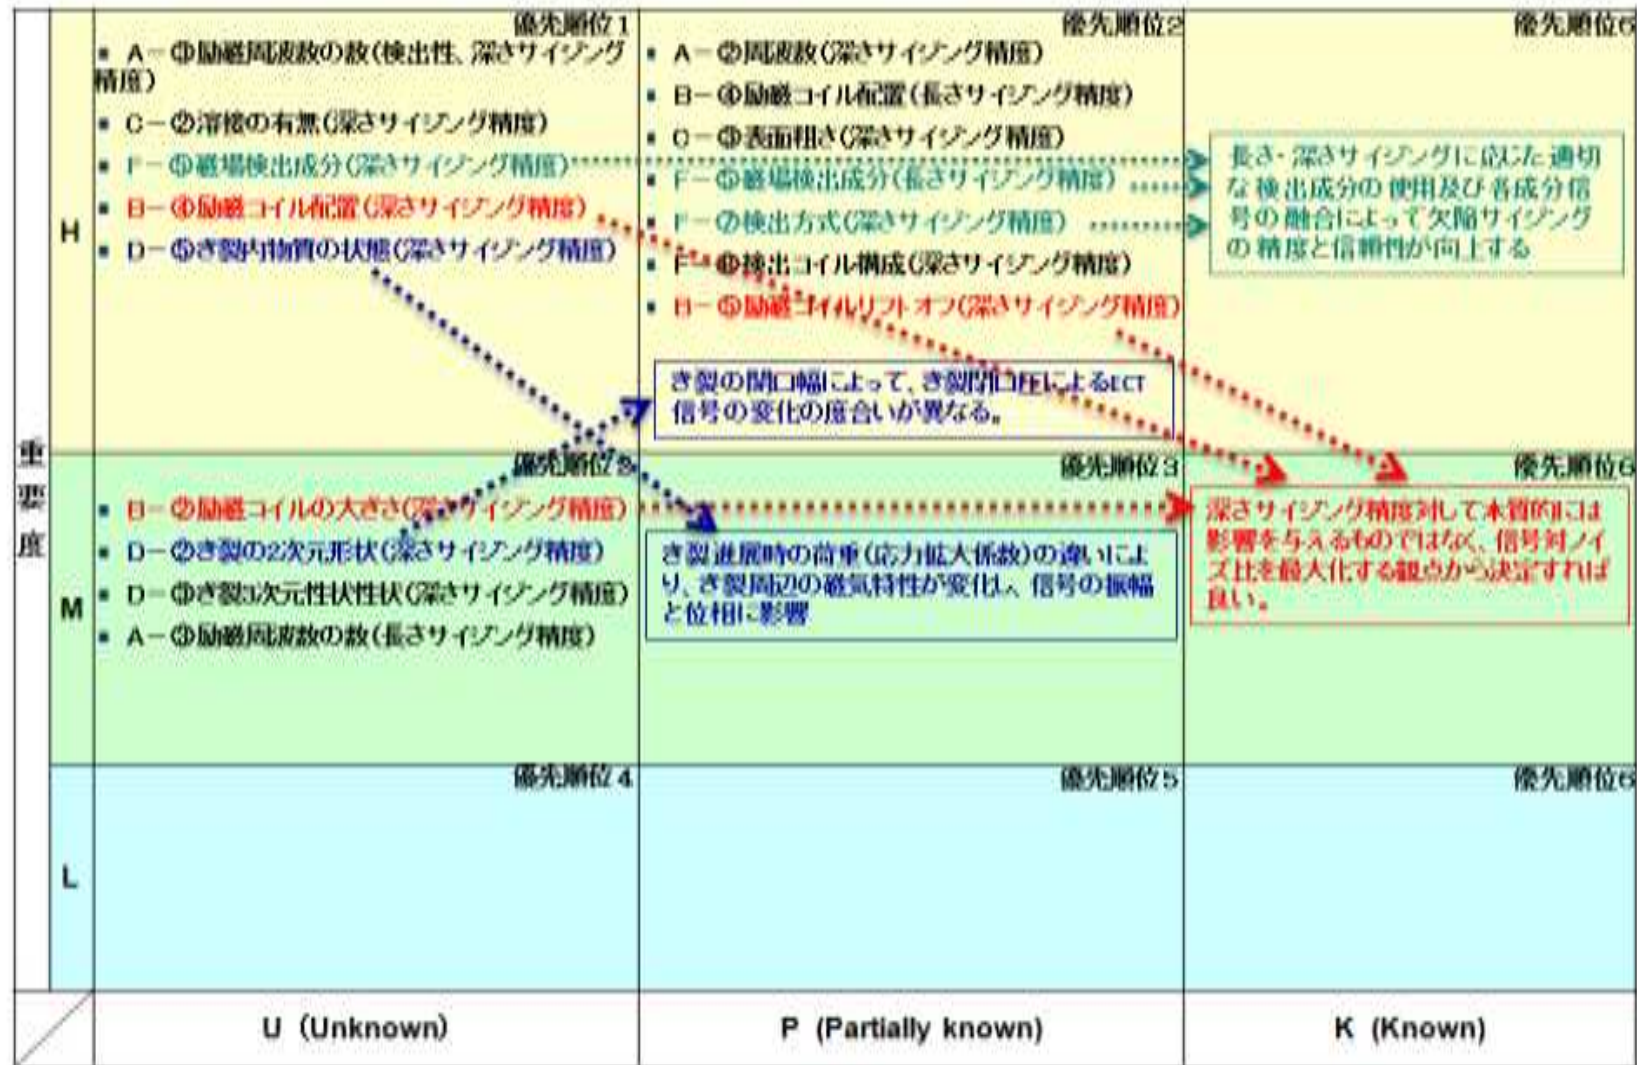 優先順位1
A－③励磁周波数の数(検出性、深さサイジング
精度)
C－②溶接の有無(深さサイジング精度)
F－⑤磁場検出成分(深さサイジング精度)
B－④励磁コイル配置(深さサイジング精度)
D－⑤き裂内物質の状態(深さサイジング精度)
優先順位2
A－②周波数(深さサイジング精度)
B－④励磁コイル配置(長さサイジング精度)
C－③表面粗さ(深さサイジング精度)
F－⑤磁場検出成分(長さサイジング精度)
F－⑦検出方式(深さサイジング精度)
検出コイル構成(深さサイジング精度)
B－⑤励磁コイルリフトオフ(深さサイジング精度)
き裂の開口幅によって、き裂閉口圧によるECT
信号の変化の度合いが異なる。
優先順位6
長さ・深さサイジングに応じた適切
な検出成分の使用及び各成分信
号の融合によって欠陥サイジング
の精度と信頼性が向上する
H
重要度
優先順位
B－②励磁コイルの大きさ(深さサイジング精度)
D－②き裂の2次元形状(深さサイジング精度)
D－③き裂3次元性状性状(深さサイジング精度)
A－③励磁周波数の数(長さサイジング精度)
優先順位3
き裂進展時の荷重(応力拡大係数)の違いによ
り、き裂周辺の磁気特性が変化し、信号の振幅
と位相に影響
優先順位6
深さサイジング精度対して本質的には
影響を与えるものではなく、信号対ノイ
ズ比を最大化する観点から決定すれば
良い。
M
優先順位4
優先順位5
優先順位6
L
U (Unknown)
P (Partially known)
K (Known)